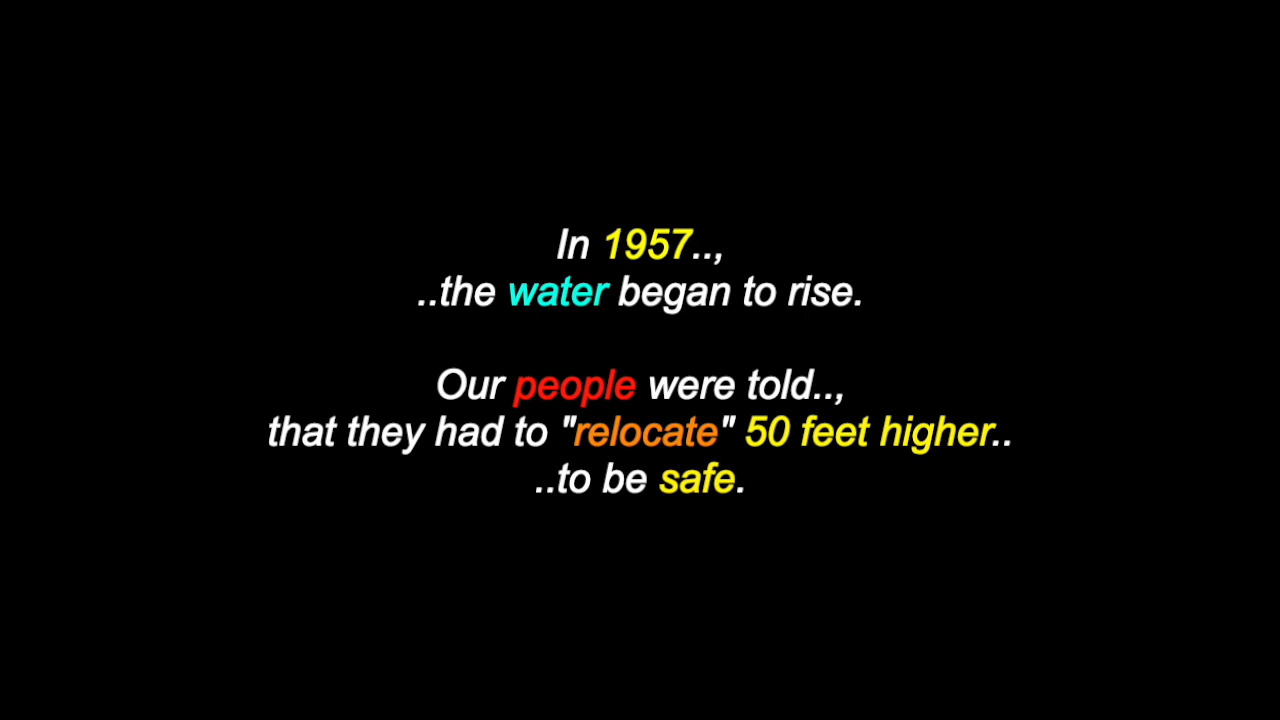 In 1957..,
..the water began to rise.
Our people were told..,
that they had to "relocate" 50 feet higher..
..to be safe.